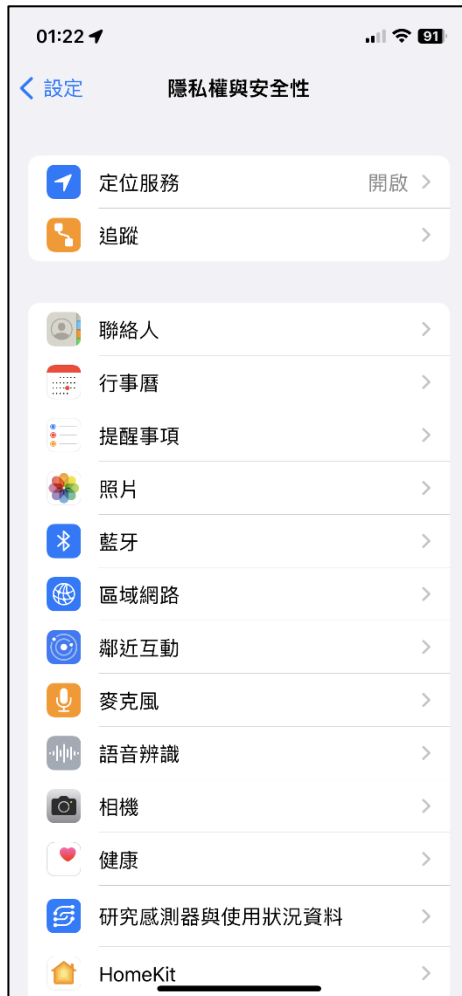 01:22
91
設定
隱私權與安全性
定位服務 開啟
追蹤
聯絡人
行事曆
提醒事項
照片
藍牙
區域網路
鄰近互動
麥克風
語音辨識
相機
健康
研究感測器與使用狀況資料
HomeKit